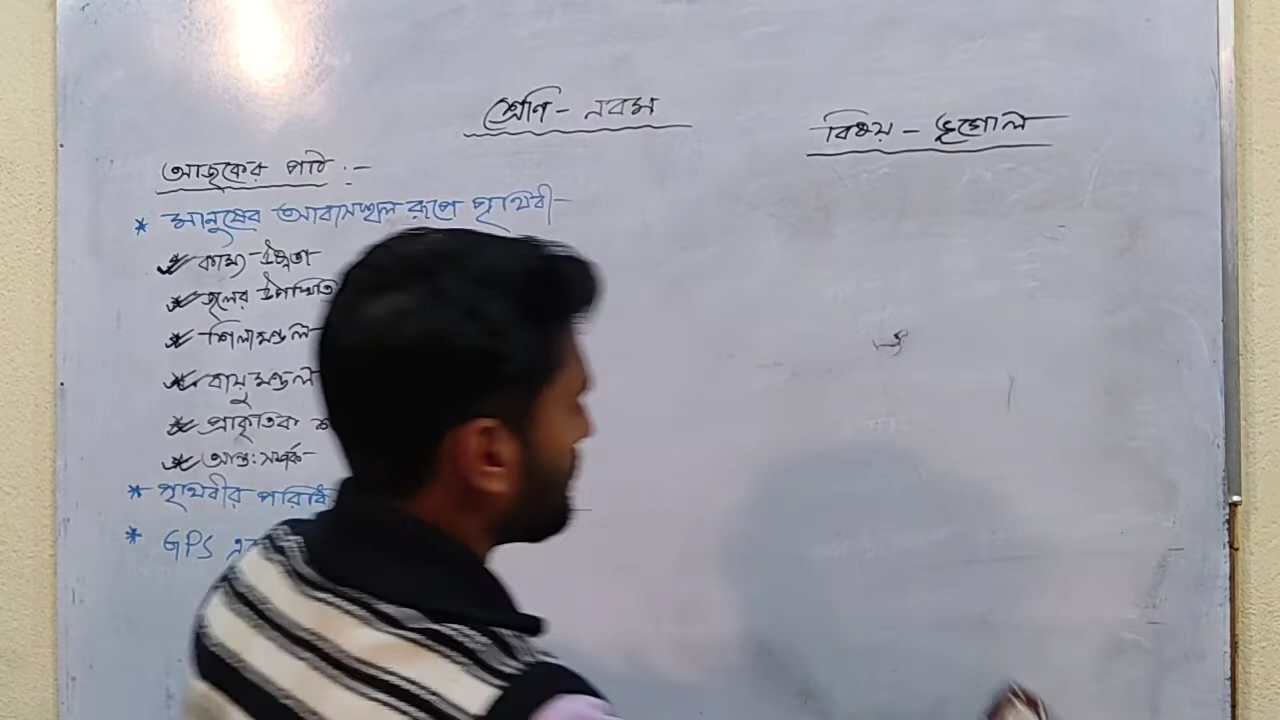 শ্রেণি - নবম
বিষয় - ভূগোল
আজকের পাঠ :-
* মানুষের আবাসস্থল রূপে পৃথিবী-
কাম্য উষ্ণতা
জলের উপস্থিতি
শিলামণ্ডল
বায়ুমণ্ডল
প্রাকৃতিক
আন্তঃসম্পর্ক
* পৃথিবীর পরিধি
* GPS